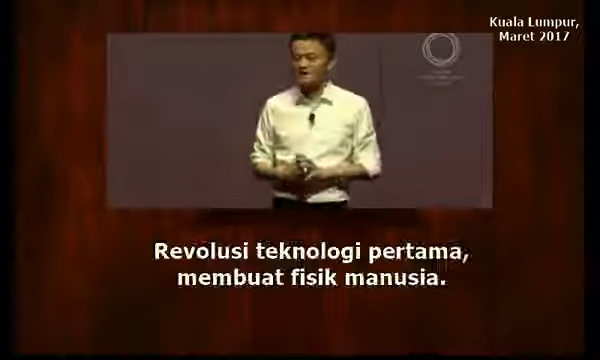 Kuala Lumpur,
Maret 2017
Revolusi teknologi pertama,
membuat fisik manusia.